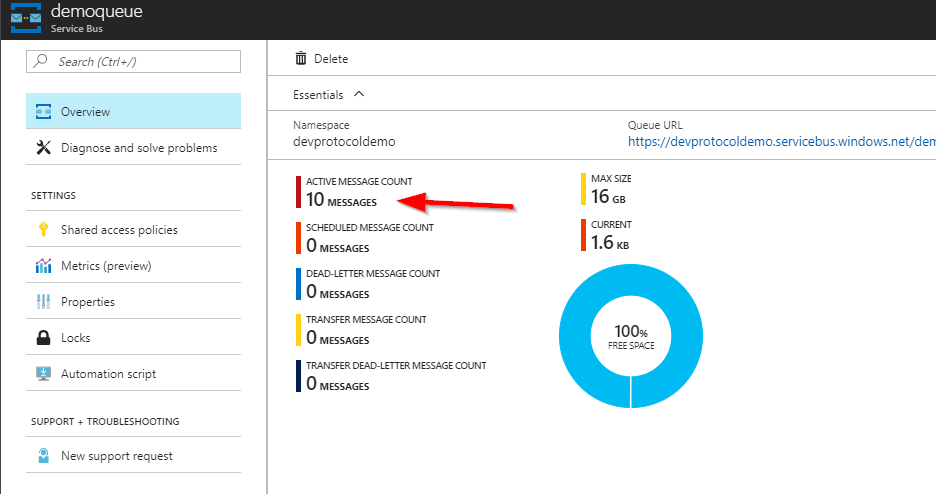 demoqueue
Service Bus
Search (Ctrl+/)
Overview
Diagnose and solve problems
SETTINGS
Shared access policies
Metrics (preview)
Properties
Locks
Automation script
SUPPORT + TROUBLESHOOTING
New support request
Delete
Essentials
Namespace
devprotocoldemo
Queue URL
https://devprotocoldemo.servicebus.windows.net/dem
ACTIVE MESSAGE COUNT
10 MESSAGES
SCHEDULED MESSAGE COUNT
0 MESSAGES
DEAD-LETTER MESSAGE COUNT
0 MESSAGES
TRANSFER MESSAGE COUNT
0 MESSAGES
TRANSFER DEAD-LETTER MESSAGE COUNT
0 MESSAGES
MAX SIZE
16 GB
CURRENT
1.6 KB
100%
FREE SPACE